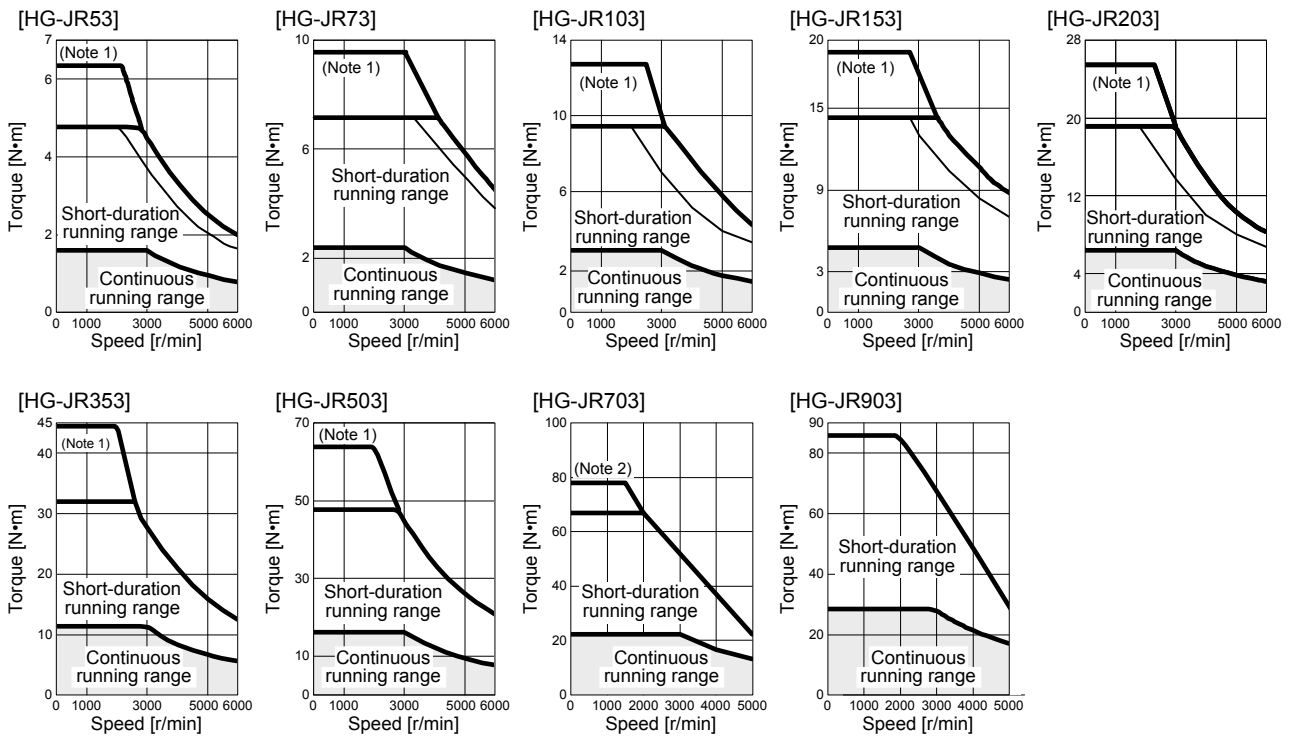 [HG-JR53]
7
(Note 1)
6
4
2
0
Torque [N•m]
Short-duration
running range
Continuous
running range
0 1000 3000 5000 6000
Speed [r/min]
[HG-JR73]
10
(Note 1)
6
2
0
Torque [N•m]
Short-duration
running range
Continuous
running range
0 1000 3000 5000 6000
Speed [r/min]
[HG-JR103]
14
(Note 1)
10
6
2
0
Torque [N•m]
Short-duration
running range
Continuous
running range
0 1000 3000 5000 6000
Speed [r/min]
[HG-JR153]
20
(Note 1)
15
9
3
0
Torque [N•m]
Short-duration
running range
Continuous
running range
0 1000 3000 5000 6000
Speed [r/min]
[HG-JR203]
28
(Note 1)
20
12
4
0
Torque [N•m]
Short-duration
running range
Continuous
running range
0 1000 3000 5000 6000
Speed [r/min]
[HG-JR353]
45
(Note 1)
40
30
20
10
0
Torque [N•m]
Short-duration
running range
Continuous
running range
0 1000 3000 5000 6000
Speed [r/min]
[HG-JR503]
70
(Note 1)
50
30
10
0
Torque [N•m]
Short-duration
running range
Continuous
running range
0 1000 3000 5000 6000
Speed [r/min]
[HG-JR703]
100
80
(Note 2)
60
40
20
0
Torque [N•m]
Short-duration
running range
Continuous
running range
0 1000 2000 3000 4000 5000
Speed [r/min]
[HG-JR903]
90
80
60
40
20
0
Torque [N•m]
Short-duration
running range
Continuous
running range
0 1000 2000 3000 4000 5000
Speed [r/min]